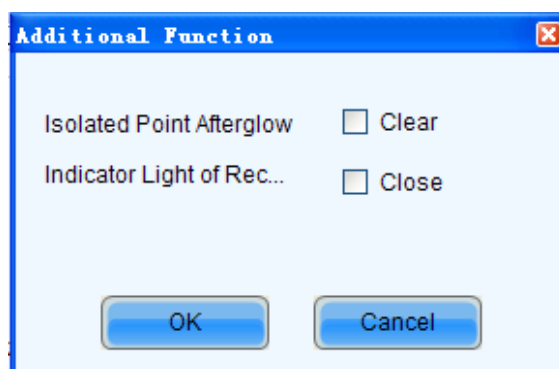 Additional Function
Isolated Point Afterglow Clear
Indicator Light of Rec... Close
OK Cancel